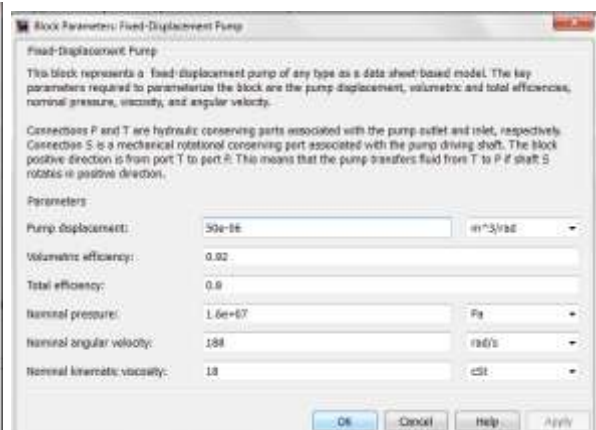 Block Parameters: Fixed-Displacement Pump
Fixed-Displacement Pump
This block represents a fixed-displacement pump of any type as a data sheet-based model. The key
parameters required to parameterize the block are the pump displacement, volumetric and total efficiencies,
nominal pressure, viscosity, and angular velocity.
Connections P and T are hydraulic conserving ports associated with the pump outlet and inlet, respectively.
Connection S is a mechanical rotational conserving port associated with the pump driving shaft. The block
positive direction is from port T to port P. This means that the pump transfers fluid from T to P if shaft S
rotates in positive direction.
Parameters
Pump displacement: 50e-06 m^3/rad
Volumetric efficiency: 0.92
Total efficiency:
Nominal pressure: 1.6e+07 Pa
Nominal angular velocity: 188 rad/s
Nominal kinematic viscosity: 18 cSt
OK Cancel Help Apply